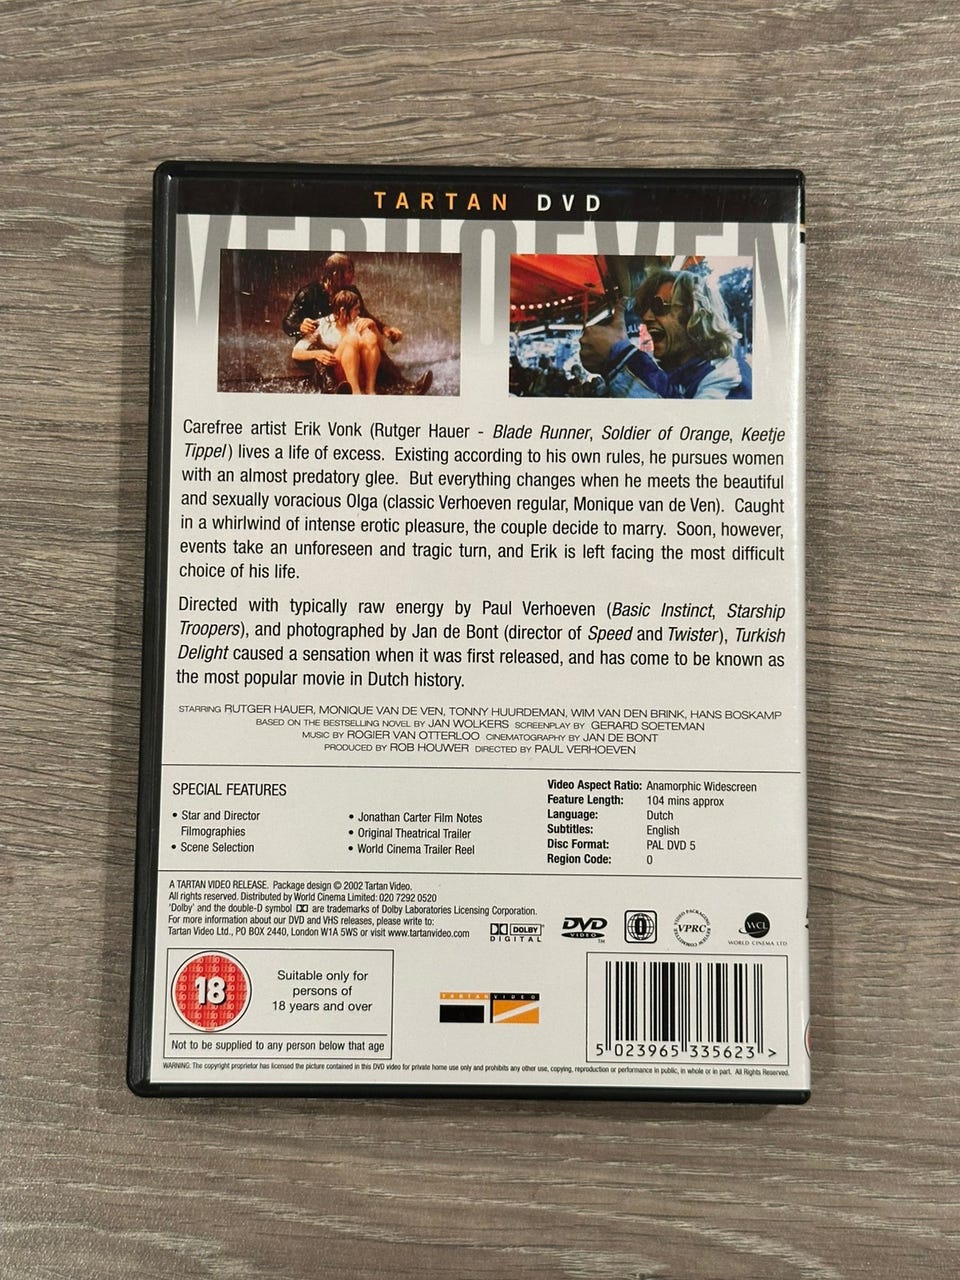 TARTAN DVD
VERHOEVEN
Carefree artist Erik Vonk (Rutger Hauer - Blade Runner, Soldier of Orange, Keetje
Tippel) lives a life of excess. Existing according to his own rules, he pursues women
with an almost predatory glee. But everything changes when he meets the beautiful
and sexually voracious Olga (classic Verhoeven regular, Monique van de Ven). Caught
in a whirlwind of intense erotic pleasure, the couple decide to marry. Soon, however,
events take an unforeseen and tragic turn, and Erik is left facing the most difficult
choice of his life.
Directed with typically raw energy by Paul Verhoeven (Basic Instinct, Starship
Troopers), and photographed by Jan de Bont (director of Speed and Twister), Turkish
Delight caused a sensation when it was first released, and has come to be known as
the most popular movie in Dutch history.
STARRING RUTGER HAUER, MONIQUE VAN DE VEN, TONNY HUURDEMAN, WIM VAN DEN BRINK, HANS BOSKAMP
BASED ON THE BESTSELLING NOVEL BY JAN WOLKERS SCREENPLAY BY GERARD SOETEMAN
MUSIC BY ROGIER VAN OTTERLOO CINEMATOGRAPHY BY JAN DE BONT
PRODUCED BY ROB HOUWER DIRECTED BY PAUL VERHOEVEN
SPECIAL FEATURES
• Star and Director
Filmographies
• Scene Selection
• Jonathan Carter Film Notes
• Original Theatrical Trailer
• World Cinema Trailer Reel
Video Aspect Ratio: Anamorphic Widescreen
Feature Length: 104 mins approx
Language: Dutch
Subtitles: English
Disc Format: PAL DVD 5
Region Code: 0
A TARTAN VIDEO RELEASE. Package design © 2002 Tartan Video.
All rights reserved. Distributed by World Cinema Limited: 020 7292 0520
'Dolby' and the double-D symbol are trademarks of Dolby Laboratories Licensing Corporation.
For more information about our DVD and VHS releases, please write to:
Tartan Video Ltd., PO BOX 2440, London W1A 5WS or visit www.tartanvideo.com
DOLBY
DIGITAL
DVD
VIDEO
TM
0
VIDEO PACKAGING REVIEW COMMITTEE
VPRC
WCL
WORLD CINEMA LTD
18
Suitable only for
persons of
18 years and over
Not to be supplied to any person below that age
TARTAN VIDEO
5 023965 335623 >
WARNING: The copyright proprietor has licensed the picture contained in this DVD video for private home use only and prohibits any other use, copying, reproduction or performance in public, in whole or in part. All Rights Reserved.